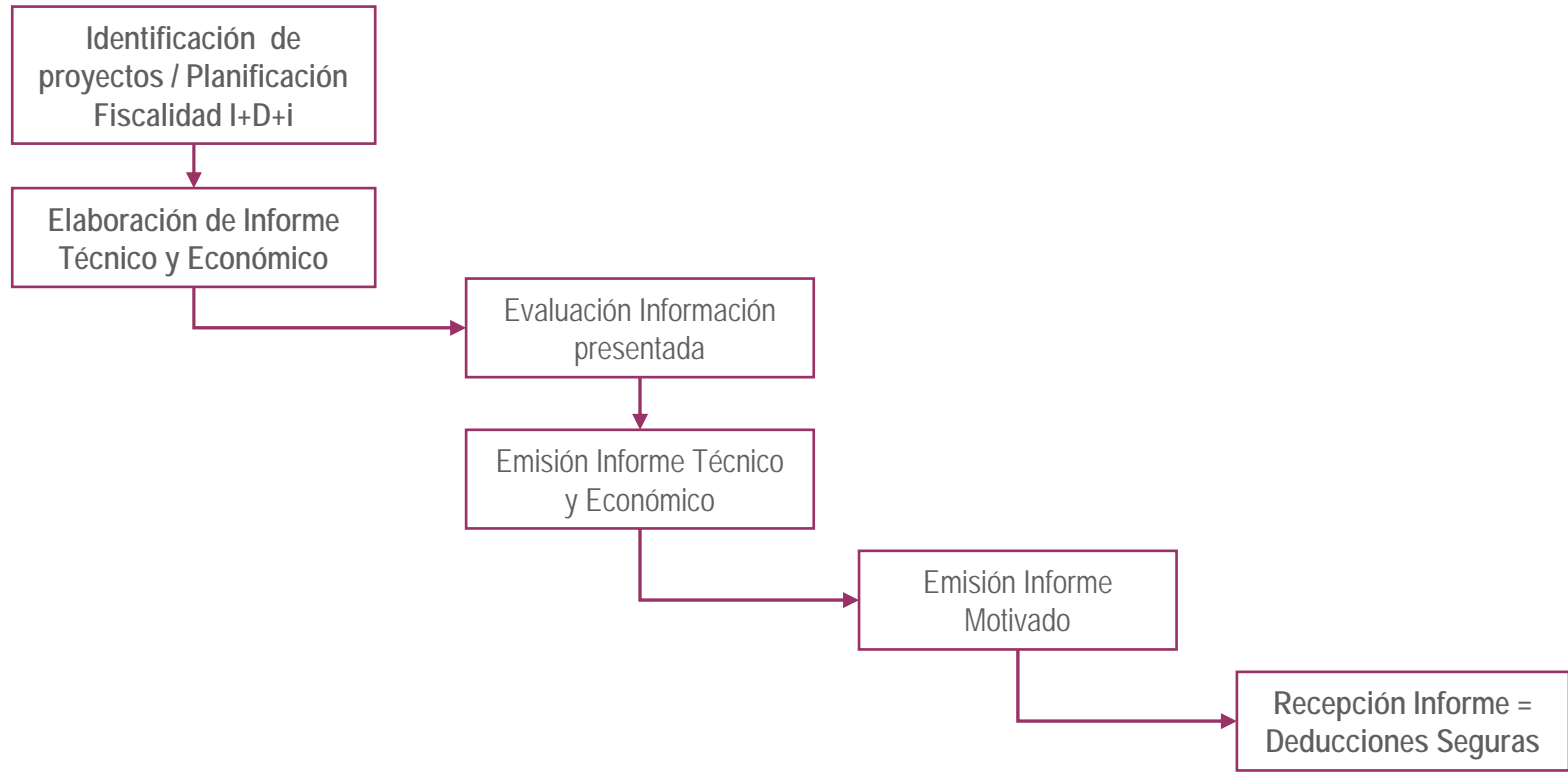 Identificación de
proyectos / Planificación
Fiscalidad I+D+i
Elaboración de Informe
Técnico y Económico
Evaluación Información
presentada
Emisión Informe Técnico
y Económico
Emisión Informe
Motivado
Recepción Informe =
Deducciones Seguras